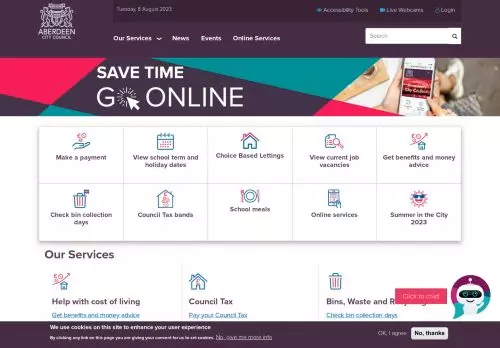 ABERDEEN
CITY COUNCIL
Tuesday, 8 August 2023
Accessibility Tools
Live Webcams
Login
Our Services
News
Events
Online Services
Search
SAVE TIME
GO ONLINE
Make a payment
View school term and
holiday dates
Choice Based Lettings
View current job
vacancies
Get benefits and money
advice
Check bin collection
days
Council Tax bands
School meals
Online services
Summer in the City
2023
Our Services
Help with cost of living
Council Tax
Bins, Waste and
Get benefits and money advice
Pay your Council Tax
Check bin collection days
Click to chat!
We use cookies on this site to enhance your user experience
By clicking any link on this page you are giving your consent for us to set cookies. No, give me more info
OK, I agree
No, thanks